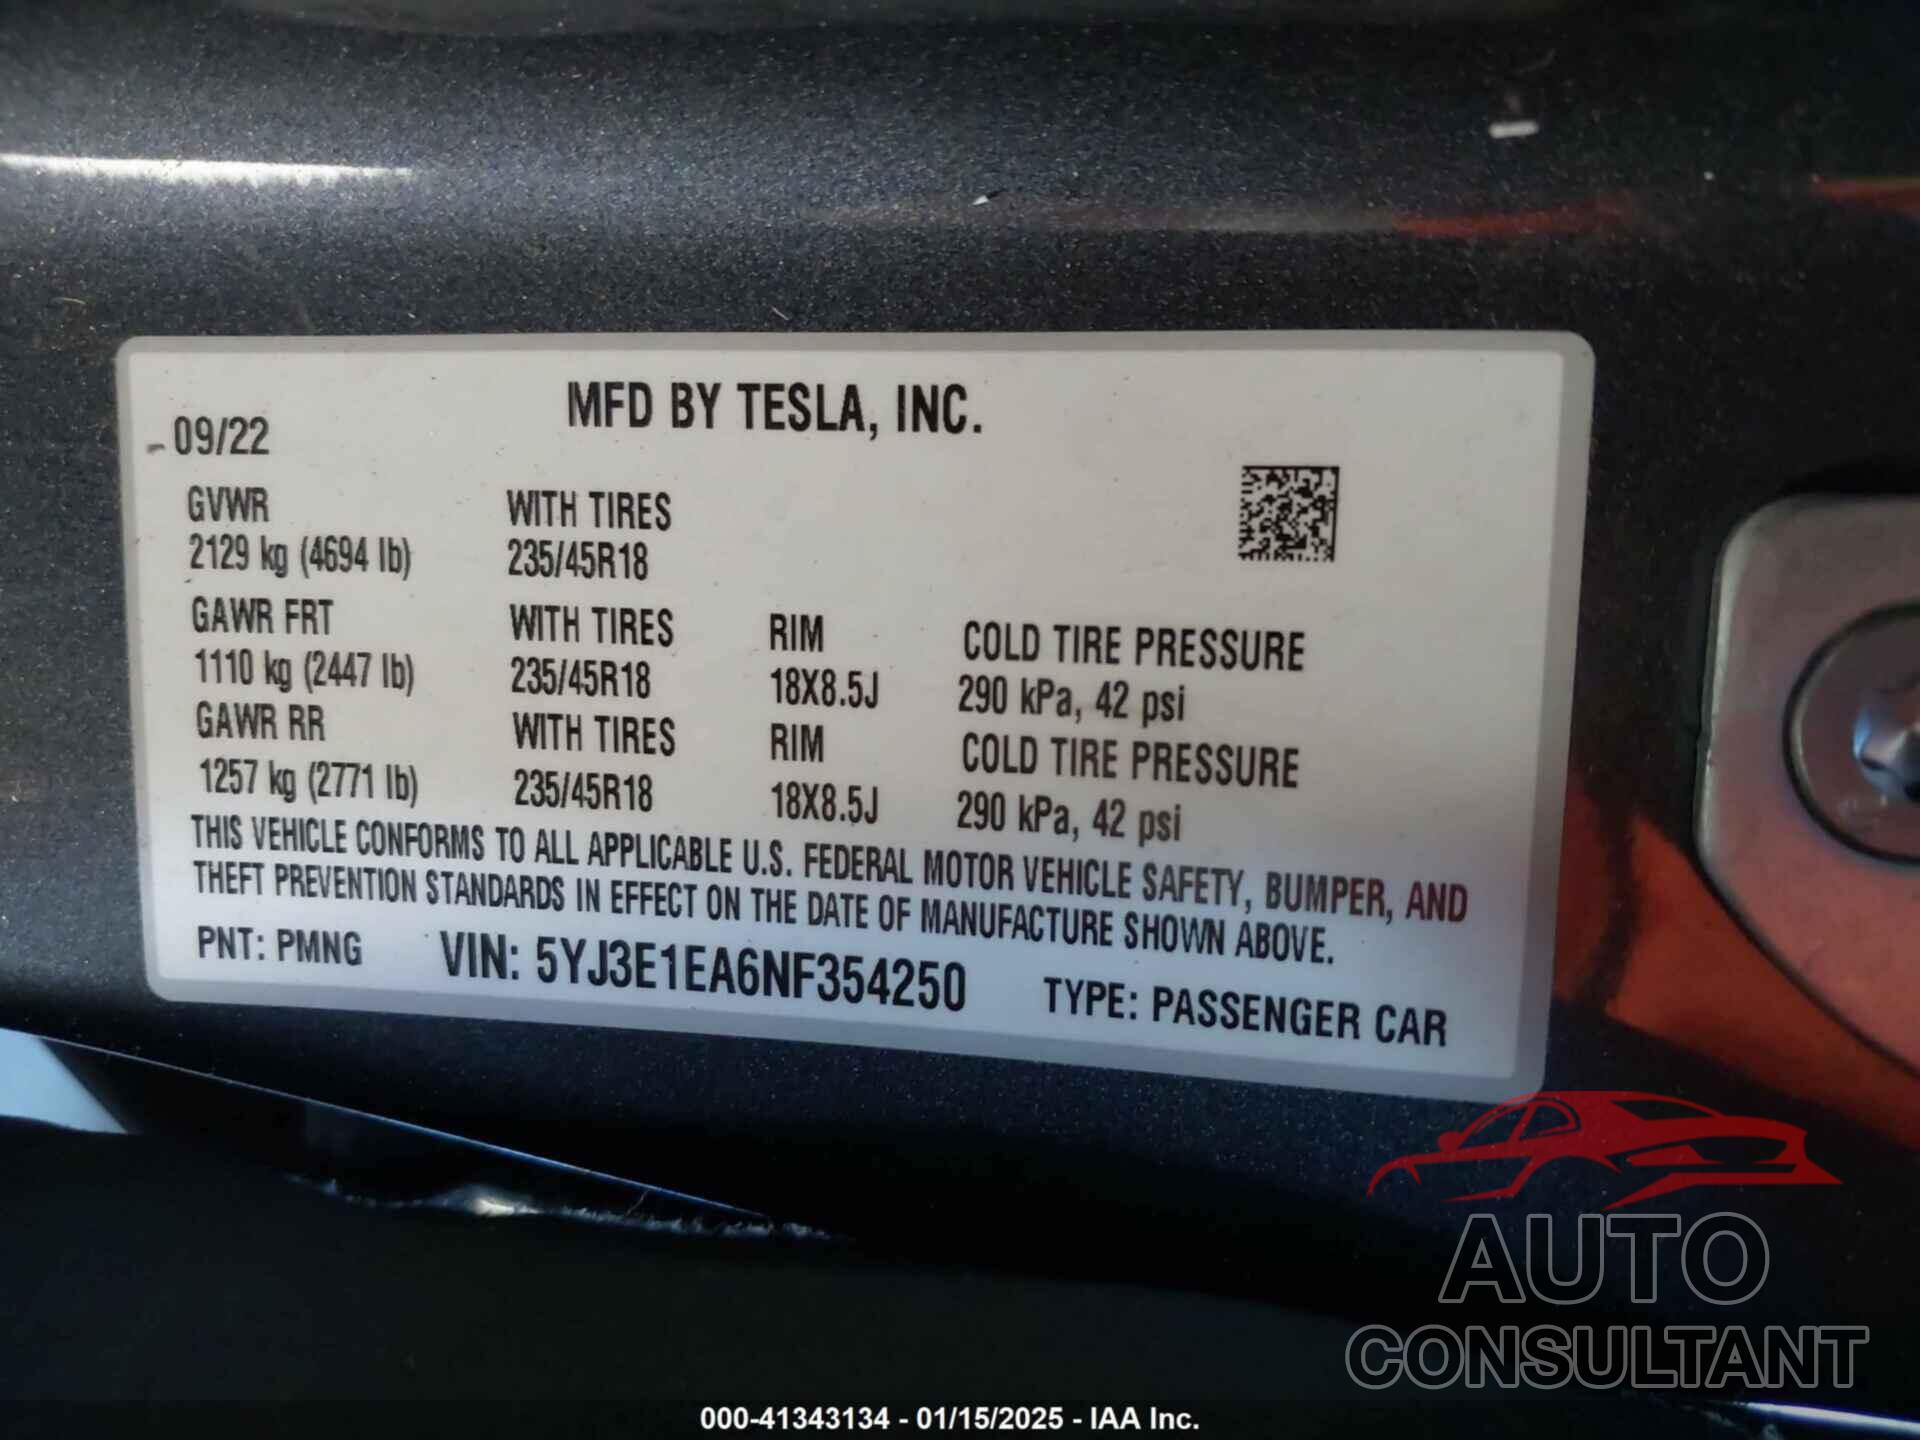 MFD BY TESLA, INC.
09/22
GVWR WITH TIRES
2129 kg (4694 lb) 235/45R18
GAWR FRT WITH TIRES RIM COLD TIRE PRESSURE
1110 kg (2447 lb) 235/45R18 18X8.5J 290 kPa, 42 psi
GAWR RR WITH TIRES RIM COLD TIRE PRESSURE
1257 kg (2771 lb) 235/45R18 18X8.5J 290 kPa, 42 psi
THIS VEHICLE CONFORMS TO ALL APPLICABLE U.S. FEDERAL MOTOR VEHICLE SAFETY, BUMPER, AND
THEFT PREVENTION STANDARDS IN EFFECT ON THE DATE OF MANUFACTURE SHOWN ABOVE.
PNT: PMNG VIN: 5YJ3E1EA6NF354250 TYPE: PASSENGER CAR
AUTO
CONSULTANT
000-41343134 - 01/15/2025 - IAA Inc.